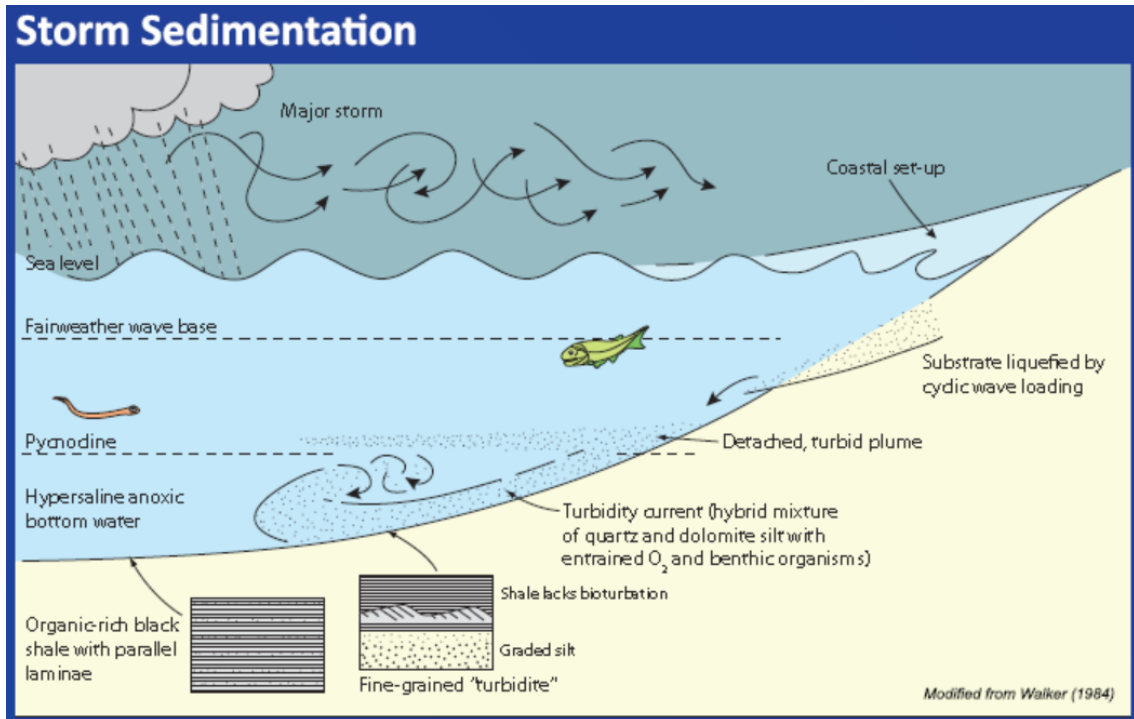 Storm Sedimentation
Major storm
Coastal set-up
Sea level
Fairweather wave base
Substrate liquefied by
cyclic wave loading
Pycnocline
Detached, turbid plume
Hypersaline anoxic
bottom water
Turbidity current (hybrid mixture
of quartz and dolomite silt with
entrained O₂ and benthic organisms)
Shale lacks bioturbation
Organic-rich black
shale with parallel
laminae
Graded silt
Fine-grained "turbidite"
Modified from Walker (1984)